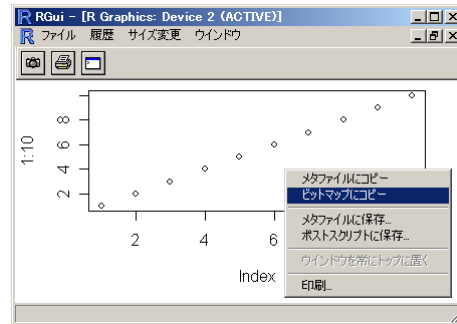 RGui - [R Graphics: Device 2 (ACTIVE)]
ファイル 履歴 サイズ変更 ウインドウ
8
6
4
2
1:10
2 4 6
Index
メタファイルにコピー
ビットマップにコピー
メタファイルに保存...
ポストスクリプトに保存...
ウインドウを常にトップに置く
印刷...